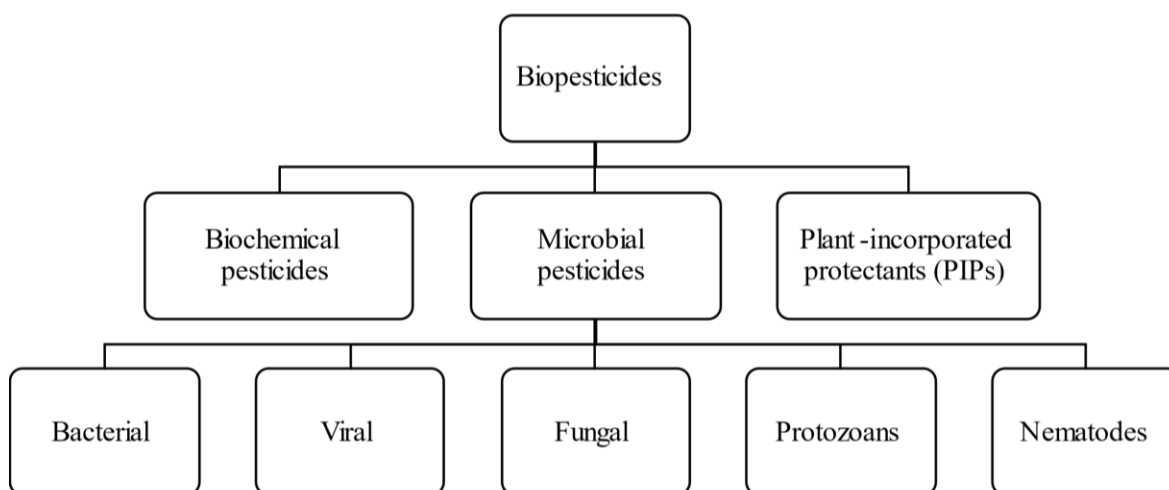 Biopesticides
Biochemical
pesticides
Microbial
pesticides
Plant-incorporated
protectants (PIPs)
Bacterial
Viral
Fungal
Protozoans
Nematodes